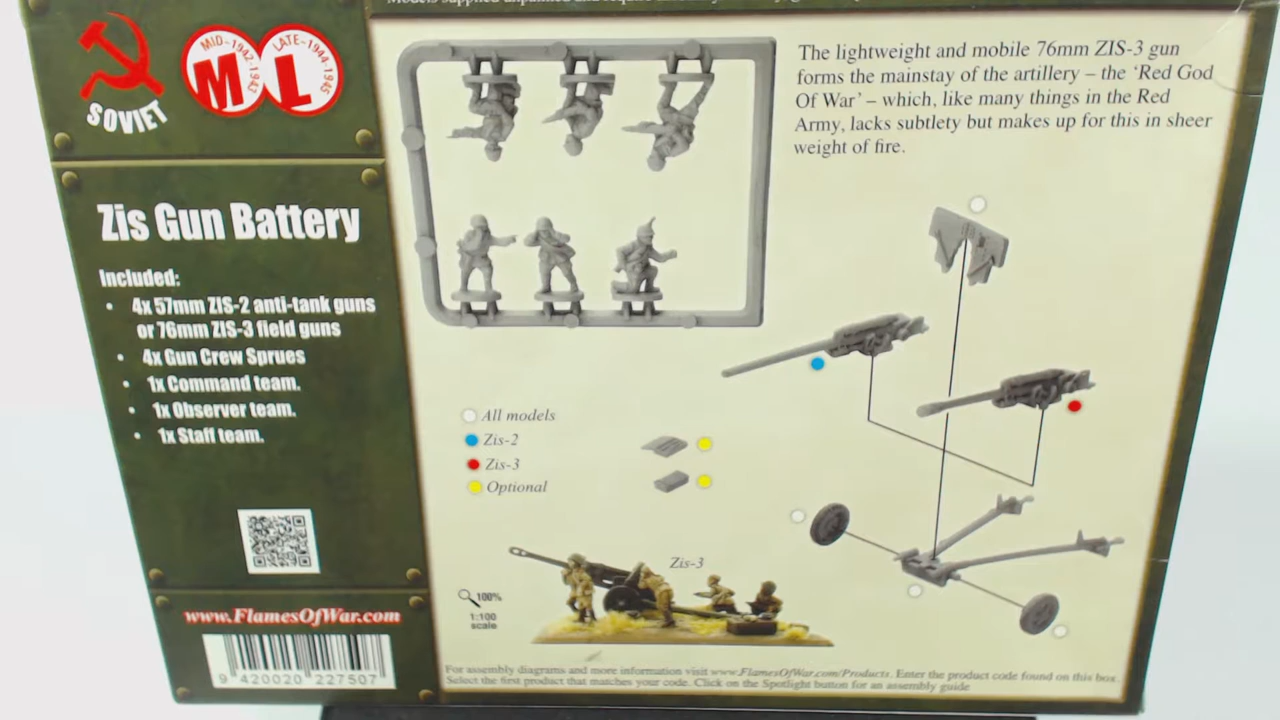 SOVIET
MID-1942-1943
M
LATE-1944-1945
L
Zis Gun Battery
Included:
• 4x 57mm ZIS-2 anti-tank guns
or 76mm ZIS-3 field guns
• 4x Gun Crew Sprues
• 1x Command team.
• 1x Observer team.
• 1x Staff team.
www.FlamesOfWar.com
9 420020 227507
The lightweight and mobile 76mm ZIS-3 gun
forms the mainstay of the artillery – the ‘Red God
Of War’ – which, like many things in the Red
Army, lacks subtlety but makes up for this in sheer
weight of fire.
All models
Zis-2
Zis-3
Optional
Zis-3
100%
1:100
scale
For assembly diagrams and more information visit www.FlamesOfWar.com/Products. Enter the product code found on this box.
Select the first product that matches your code. Click on the Spotlight button for an assembly guide